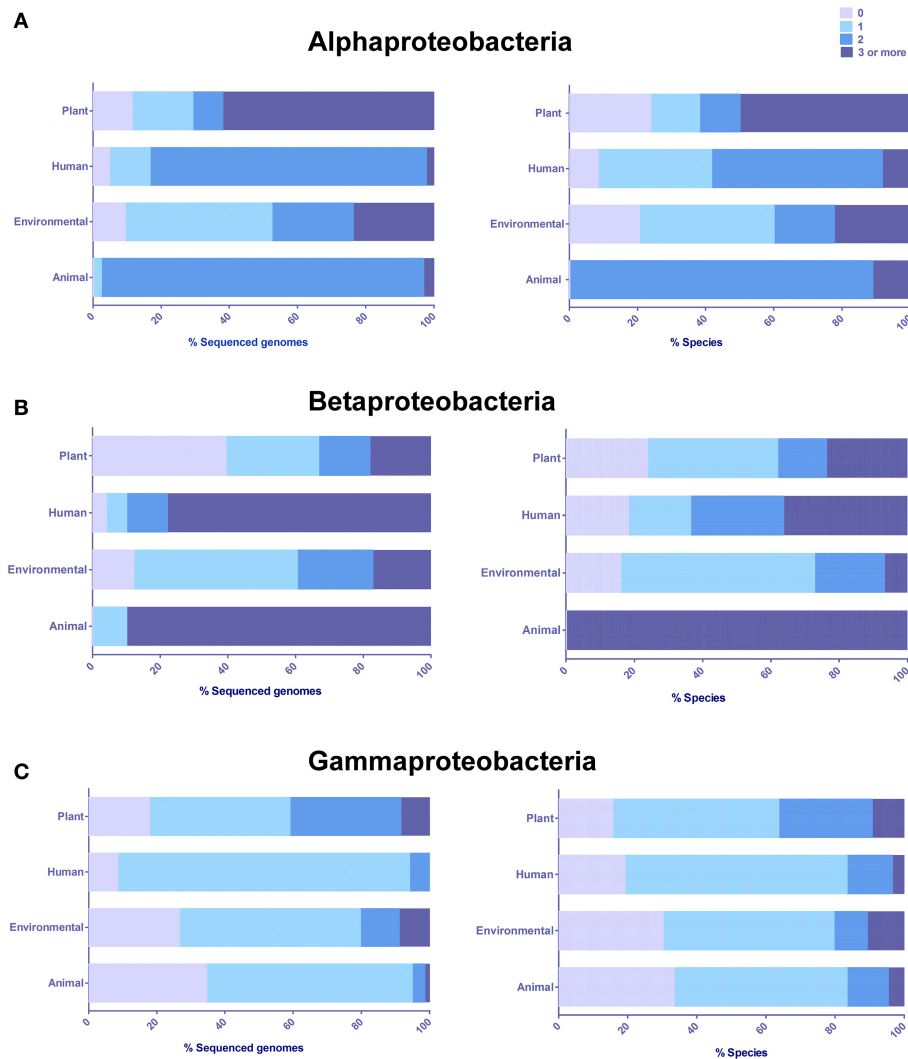 A
Alphaproteobacteria
0
1
2
3 or more
Plant
Human
Environmental
Animal
0 20 40 60 80 100
% Sequenced genomes
Plant
Human
Environmental
Animal
0 20 40 60 80 100
% Species
B
Betaproteobacteria
Plant
Human
Environmental
Animal
0 20 40 60 80 100
% Sequenced genomes
Plant
Human
Environmental
Animal
0 20 40 60 80 100
% Species
C
Gammaproteobacteria
Plant
Human
Environmental
Animal
0 20 40 60 80 100
% Sequenced genomes
Plant
Human
Environmental
Animal
0 20 40 60 80 100
% Species